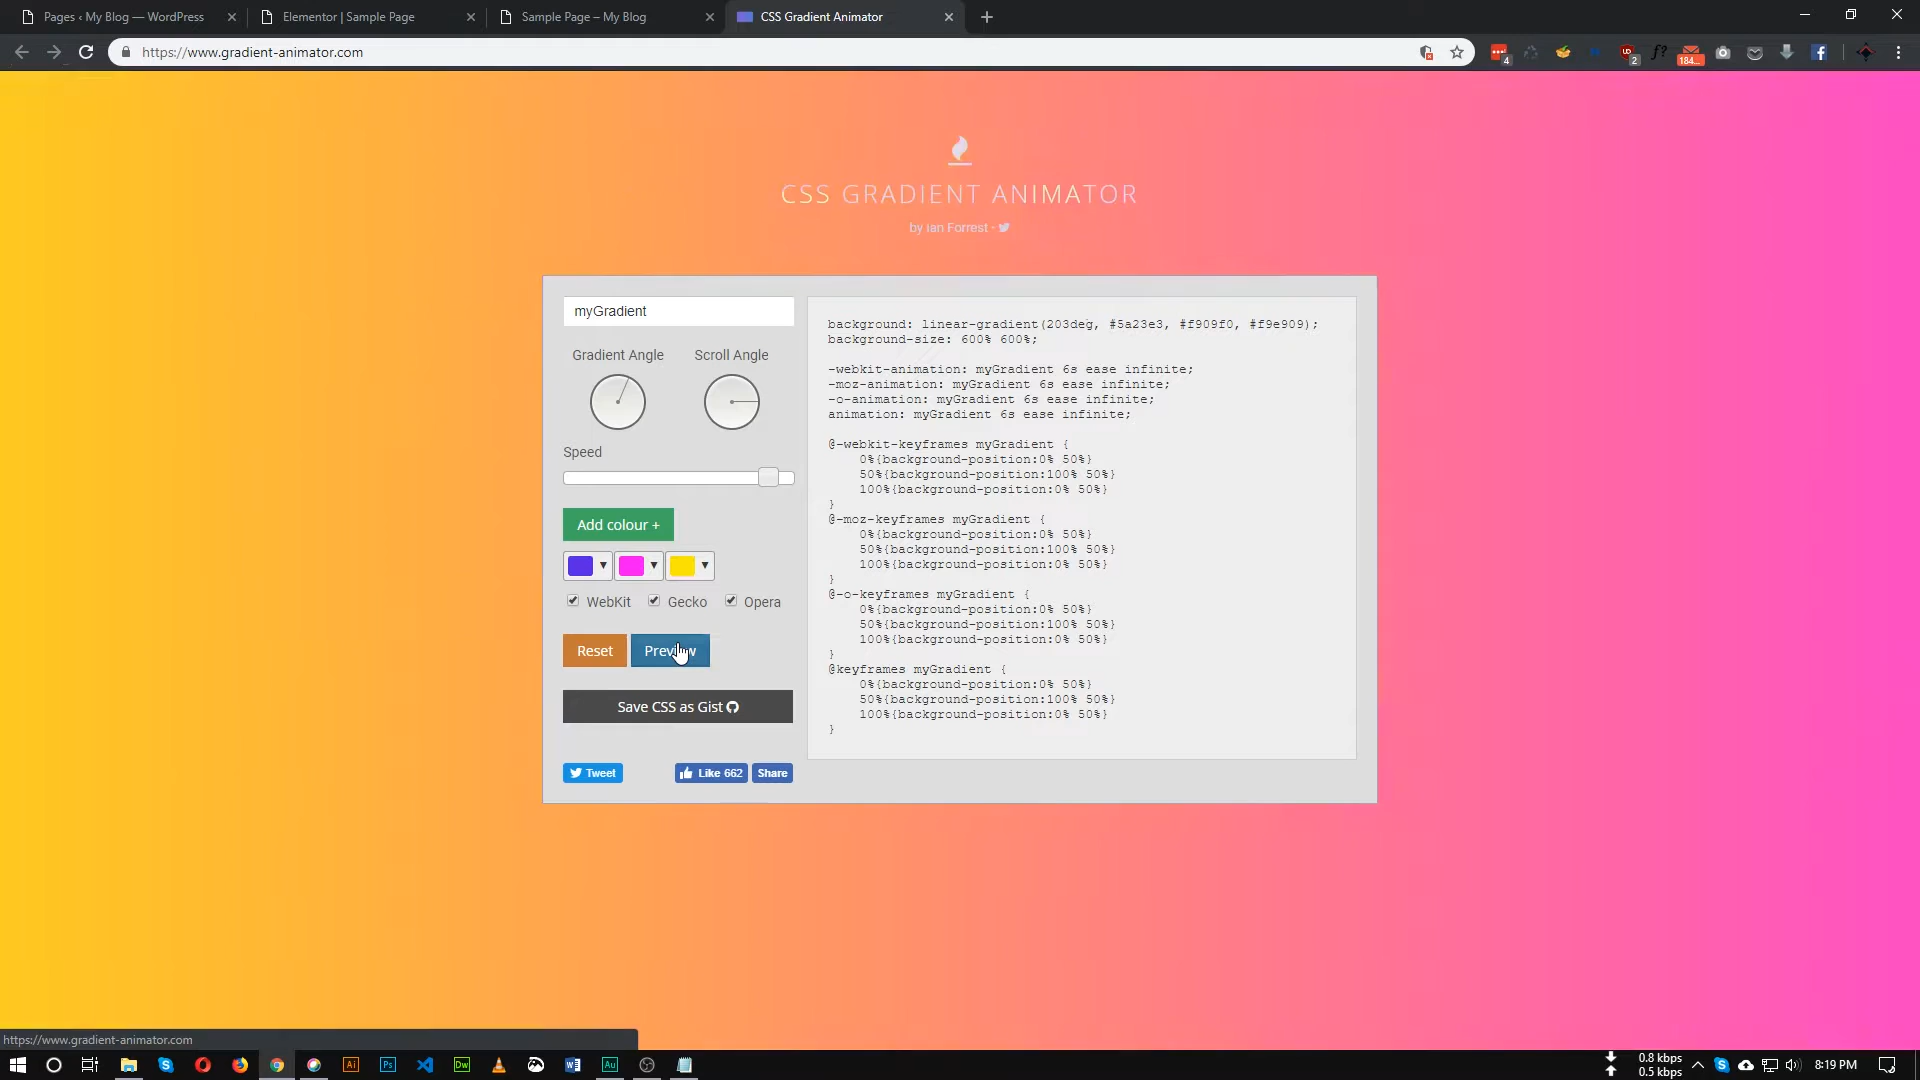 Pages ‹ My Blog — WordPress
Elementor | Sample Page
Sample Page – My Blog
CSS Gradient Animator
https://www.gradient-animator.com
4
2
f?
184...
CSS GRADIENT ANIMATOR
by Ian Forrest -
myGradient
Gradient Angle
Scroll Angle
Speed
Add colour +
WebKit
Gecko
Opera
Reset
Preview
Save CSS as Gist
Tweet
Like 662
Share
background: linear-gradient(203deg, #5a23e3, #f909f0, #f9e909);
background-size: 600% 600%;
-webkit-animation: myGradient 6s ease infinite;
-moz-animation: myGradient 6s ease infinite;
-o-animation: myGradient 6s ease infinite;
animation: myGradient 6s ease infinite;
@-webkit-keyframes myGradient {
0%{background-position:0% 50%}
50%{background-position:100% 50%}
100%{background-position:0% 50%}
}
@-moz-keyframes myGradient {
0%{background-position:0% 50%}
50%{background-position:100% 50%}
100%{background-position:0% 50%}
}
@-o-keyframes myGradient {
0%{background-position:0% 50%}
50%{background-position:100% 50%}
100%{background-position:0% 50%}
}
@keyframes myGradient {
0%{background-position:0% 50%}
50%{background-position:100% 50%}
100%{background-position:0% 50%}
}
https://www.gradient-animator.com
Ai
Ps
Dw
Au
0.8 kbps
0.5 kbps
8:19 PM